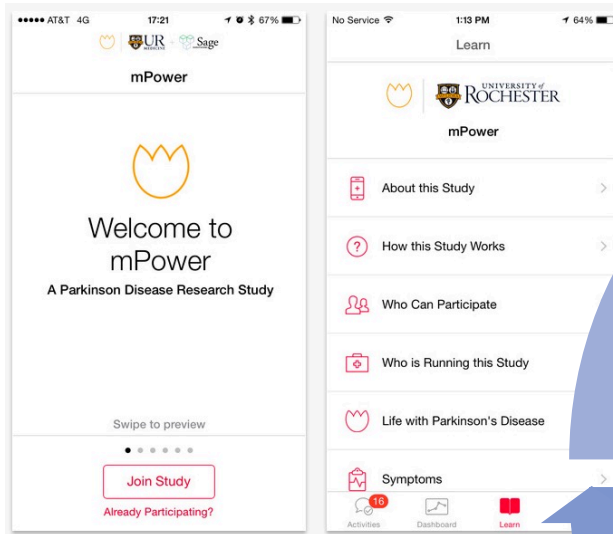 AT&T 4G 17:21 67%
UR MEDICINE Sage
mPower
Welcome to
mPower
A Parkinson Disease Research Study
Swipe to preview
Join Study
Already Participating?
No Service 1:13 PM 64%
Learn
UNIVERSITY of
ROCHESTER
mPower
About this Study
How this Study Works
Who Can Participate
Who is Running this Study
Life with Parkinson's Disease
Symptoms
16
Activities Dashboard Learn